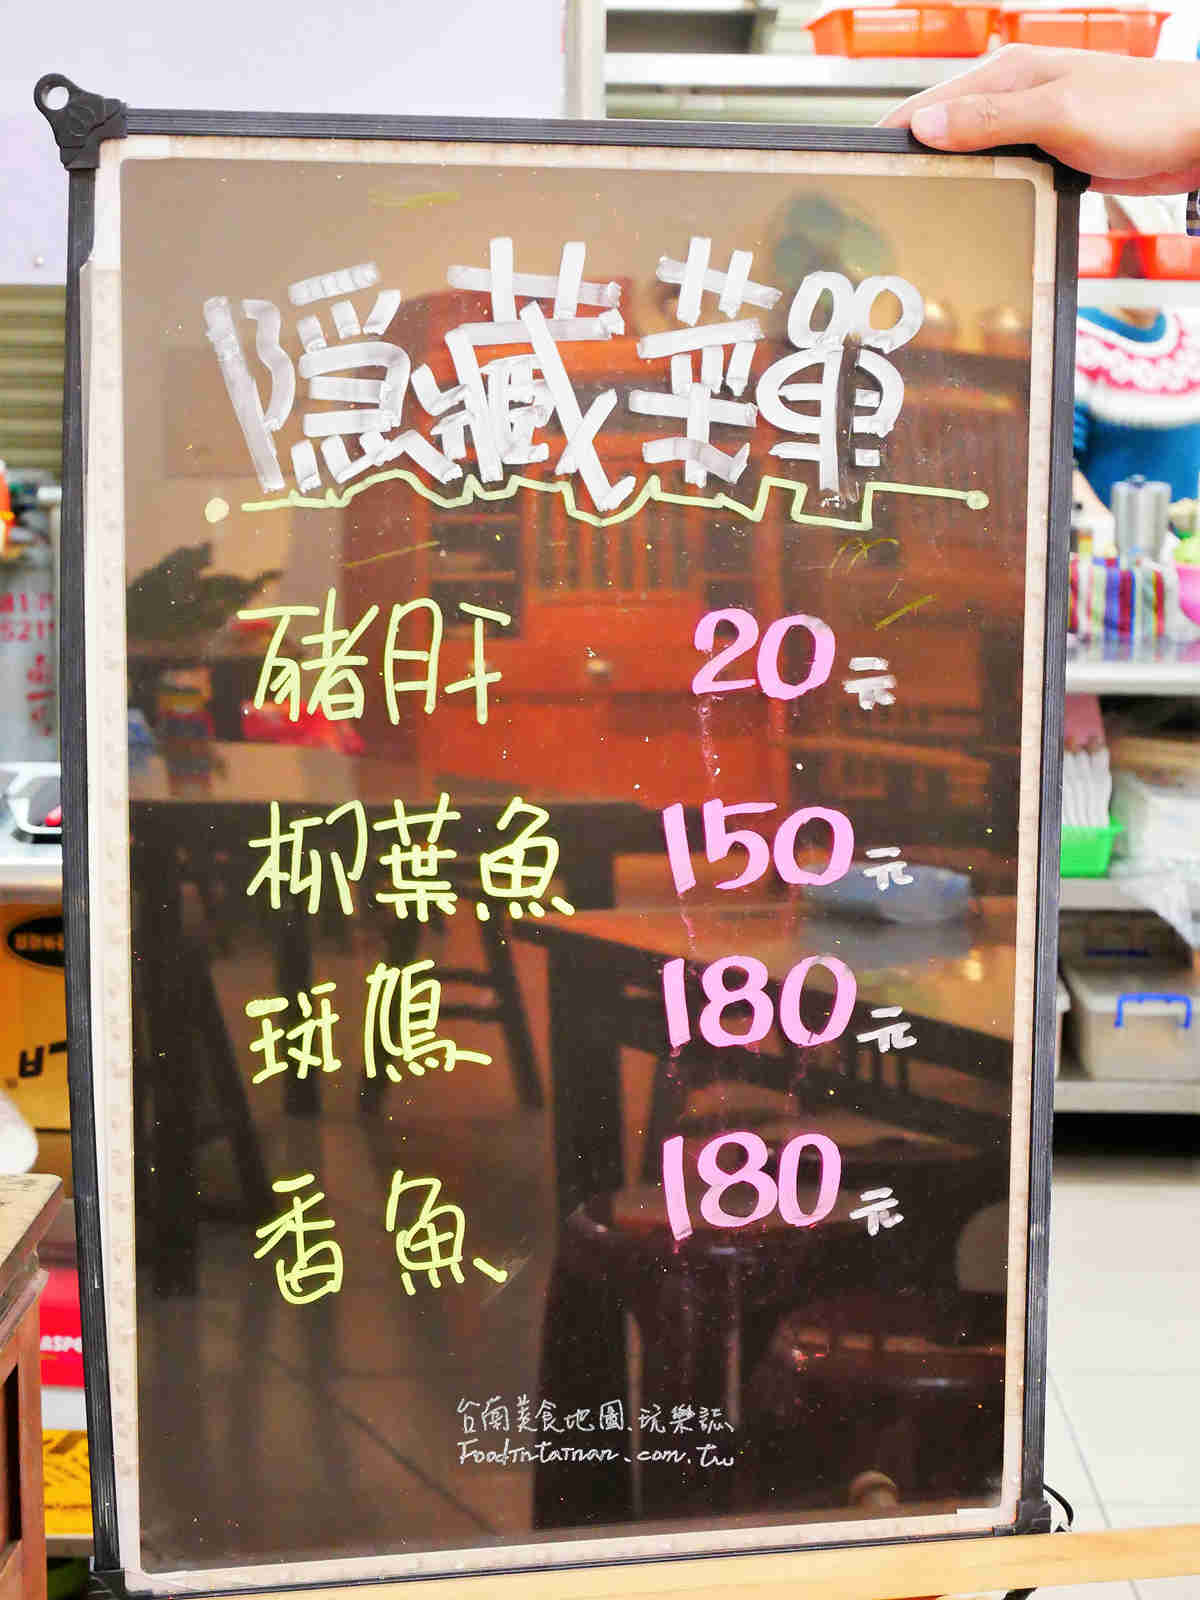 隱藏菜單
豬肝 20元
柳葉魚 150元
斑鳩 180元
香魚 180元
台南美食地圖.玩樂誌
FoodInTainan.com.tw